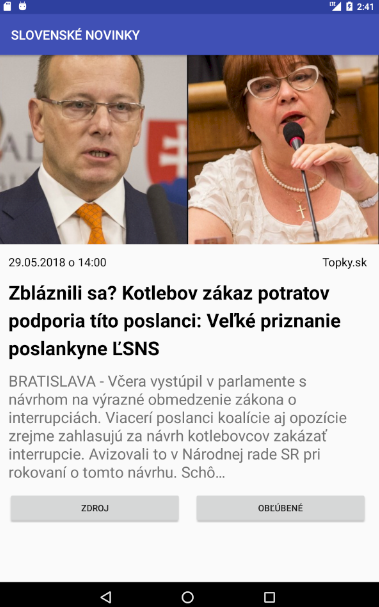 LTE 2:41
SLOVENSKÉ NOVINKY
29.05.2018 o 14:00 Topky.sk
Zbláznili sa? Kotlebov zákaz potratov
podporia títo poslanci: Veľké priznanie
poslankyne ĽSNS
BRATISLAVA - Včera vystúpil v parlamente s
návrhom na výrazné obmedzenie zákona o
interrupciách. Viacerí poslanci koalície aj opozície
zrejme zahlasujú za návrh kotlebovcov zakázať
interrupcie. Avizovali to v Národnej rade SR pri
rokovaní o tomto návrhu. Schô…
ZDROJ OBĽÚBENÉ